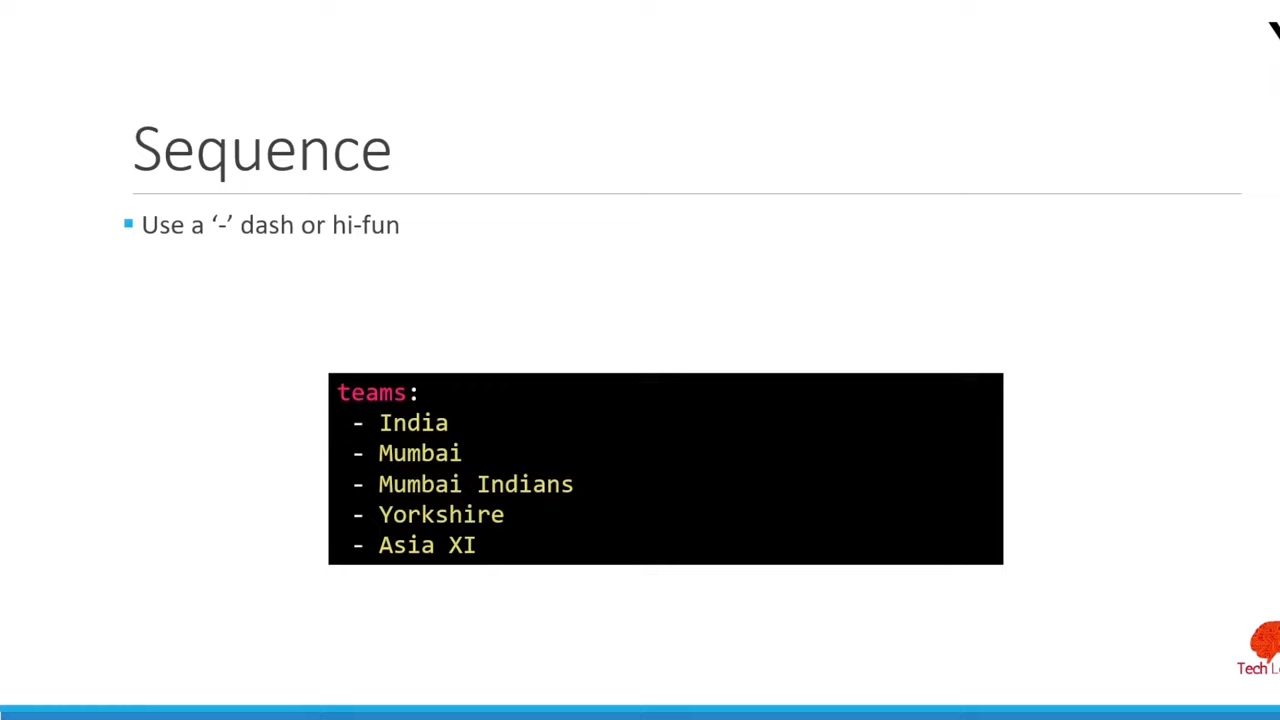 Sequence
Use a ‘-’ dash or hi-fun
teams:
- India
- Mumbai
- Mumbai Indians
- Yorkshire
- Asia XI
Tech